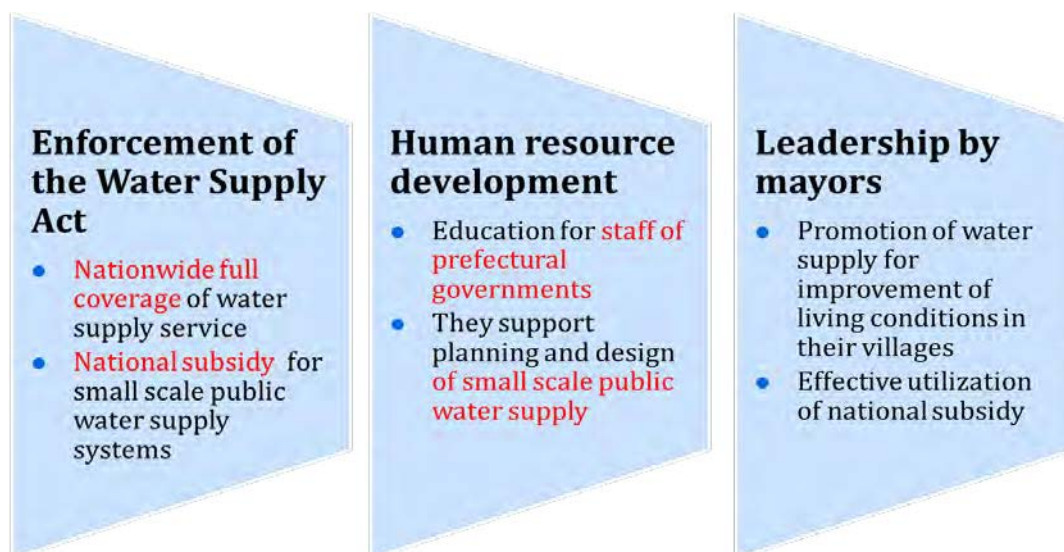 Enforcement of
the Water Supply
Act
• Nationwide full
coverage of water
supply service
• National subsidy for
small scale public
water supply
systems
Human resource
development
• Education for staff of
prefectural
governments
• They support
planning and design
of small scale public
water supply
Leadership by
mayors
• Promotion of water
supply for
improvement of
living conditions in
their villages
• Effective utilization
of national subsidy